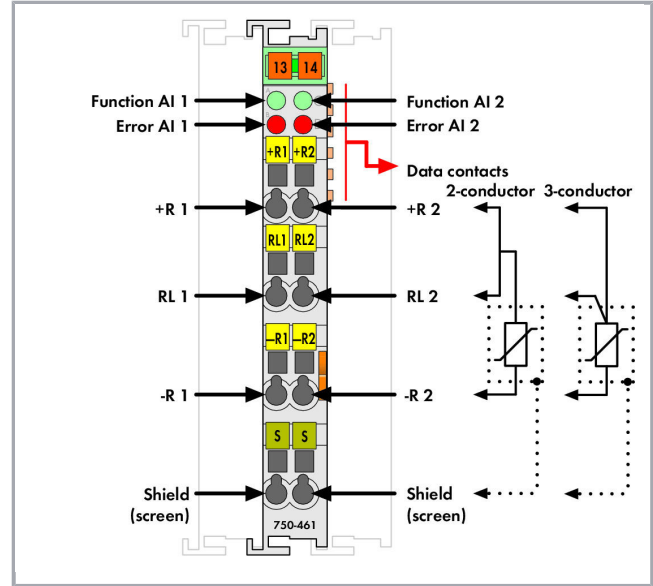 13 14
Function AI 1
Function AI 2
Error AI 1
Error AI 2
+R1 +R2
Data contacts
2-conductor 3-conductor
+R 1
+R 2
RL1 RL2
RL 1
RL 2
–R1 –R2
-R 1
-R 2
S S
Shield
(screen)
Shield
(screen)
750-461